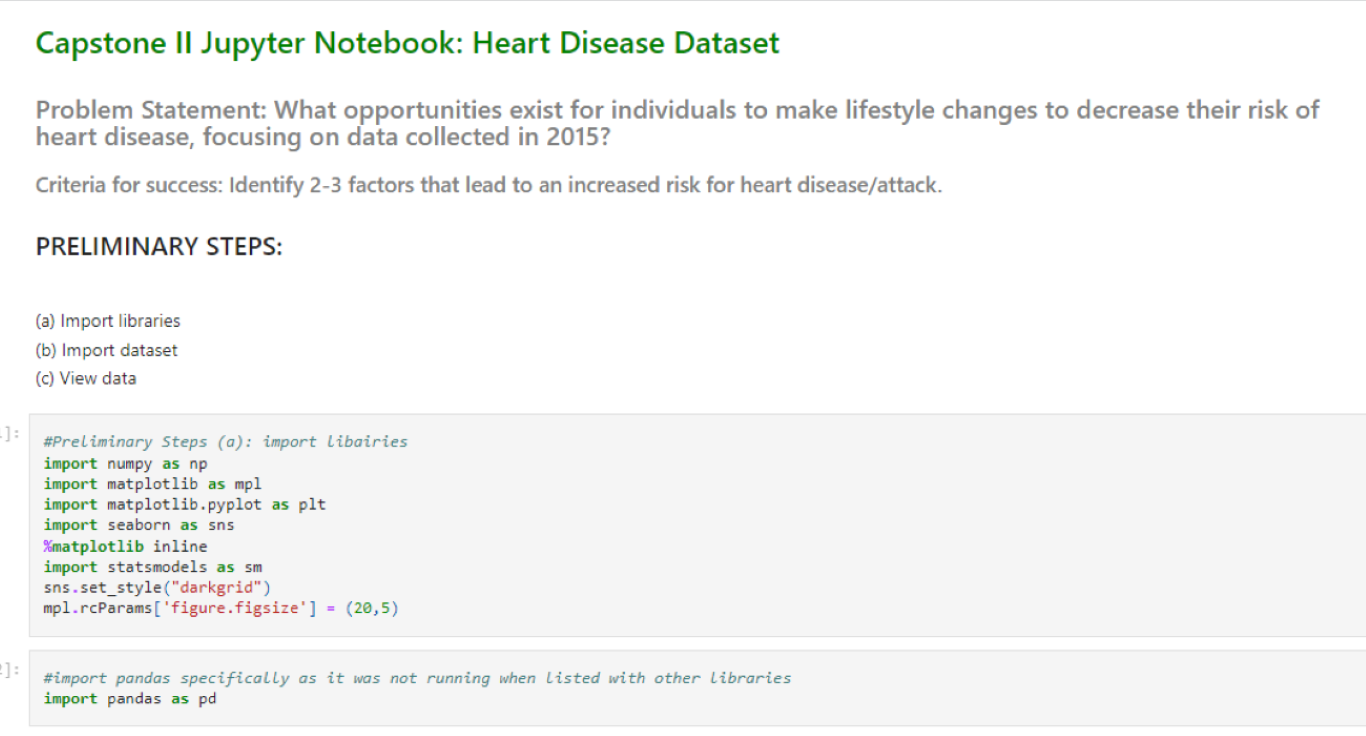 Capstone II Jupyter Notebook: Heart Disease Dataset
Problem Statement: What opportunities exist for individuals to make lifestyle changes to decrease their risk of
heart disease, focusing on data collected in 2015?
Criteria for success: Identify 2-3 factors that lead to an increased risk for heart disease/attack.
PRELIMINARY STEPS:
(a) Import libraries
(b) Import dataset
(c) View data
]:
#Preliminary Steps (a): import libairies
import numpy as np
import matplotlib as mpl
import matplotlib.pyplot as plt
import seaborn as sns
%matplotlib inline
import statsmodels as sm
sns.set_style("darkgrid")
mpl.rcParams['figure.figsize'] = (20,5)
]:
#import pandas specifically as it was not running when listed with other libraries
import pandas as pd